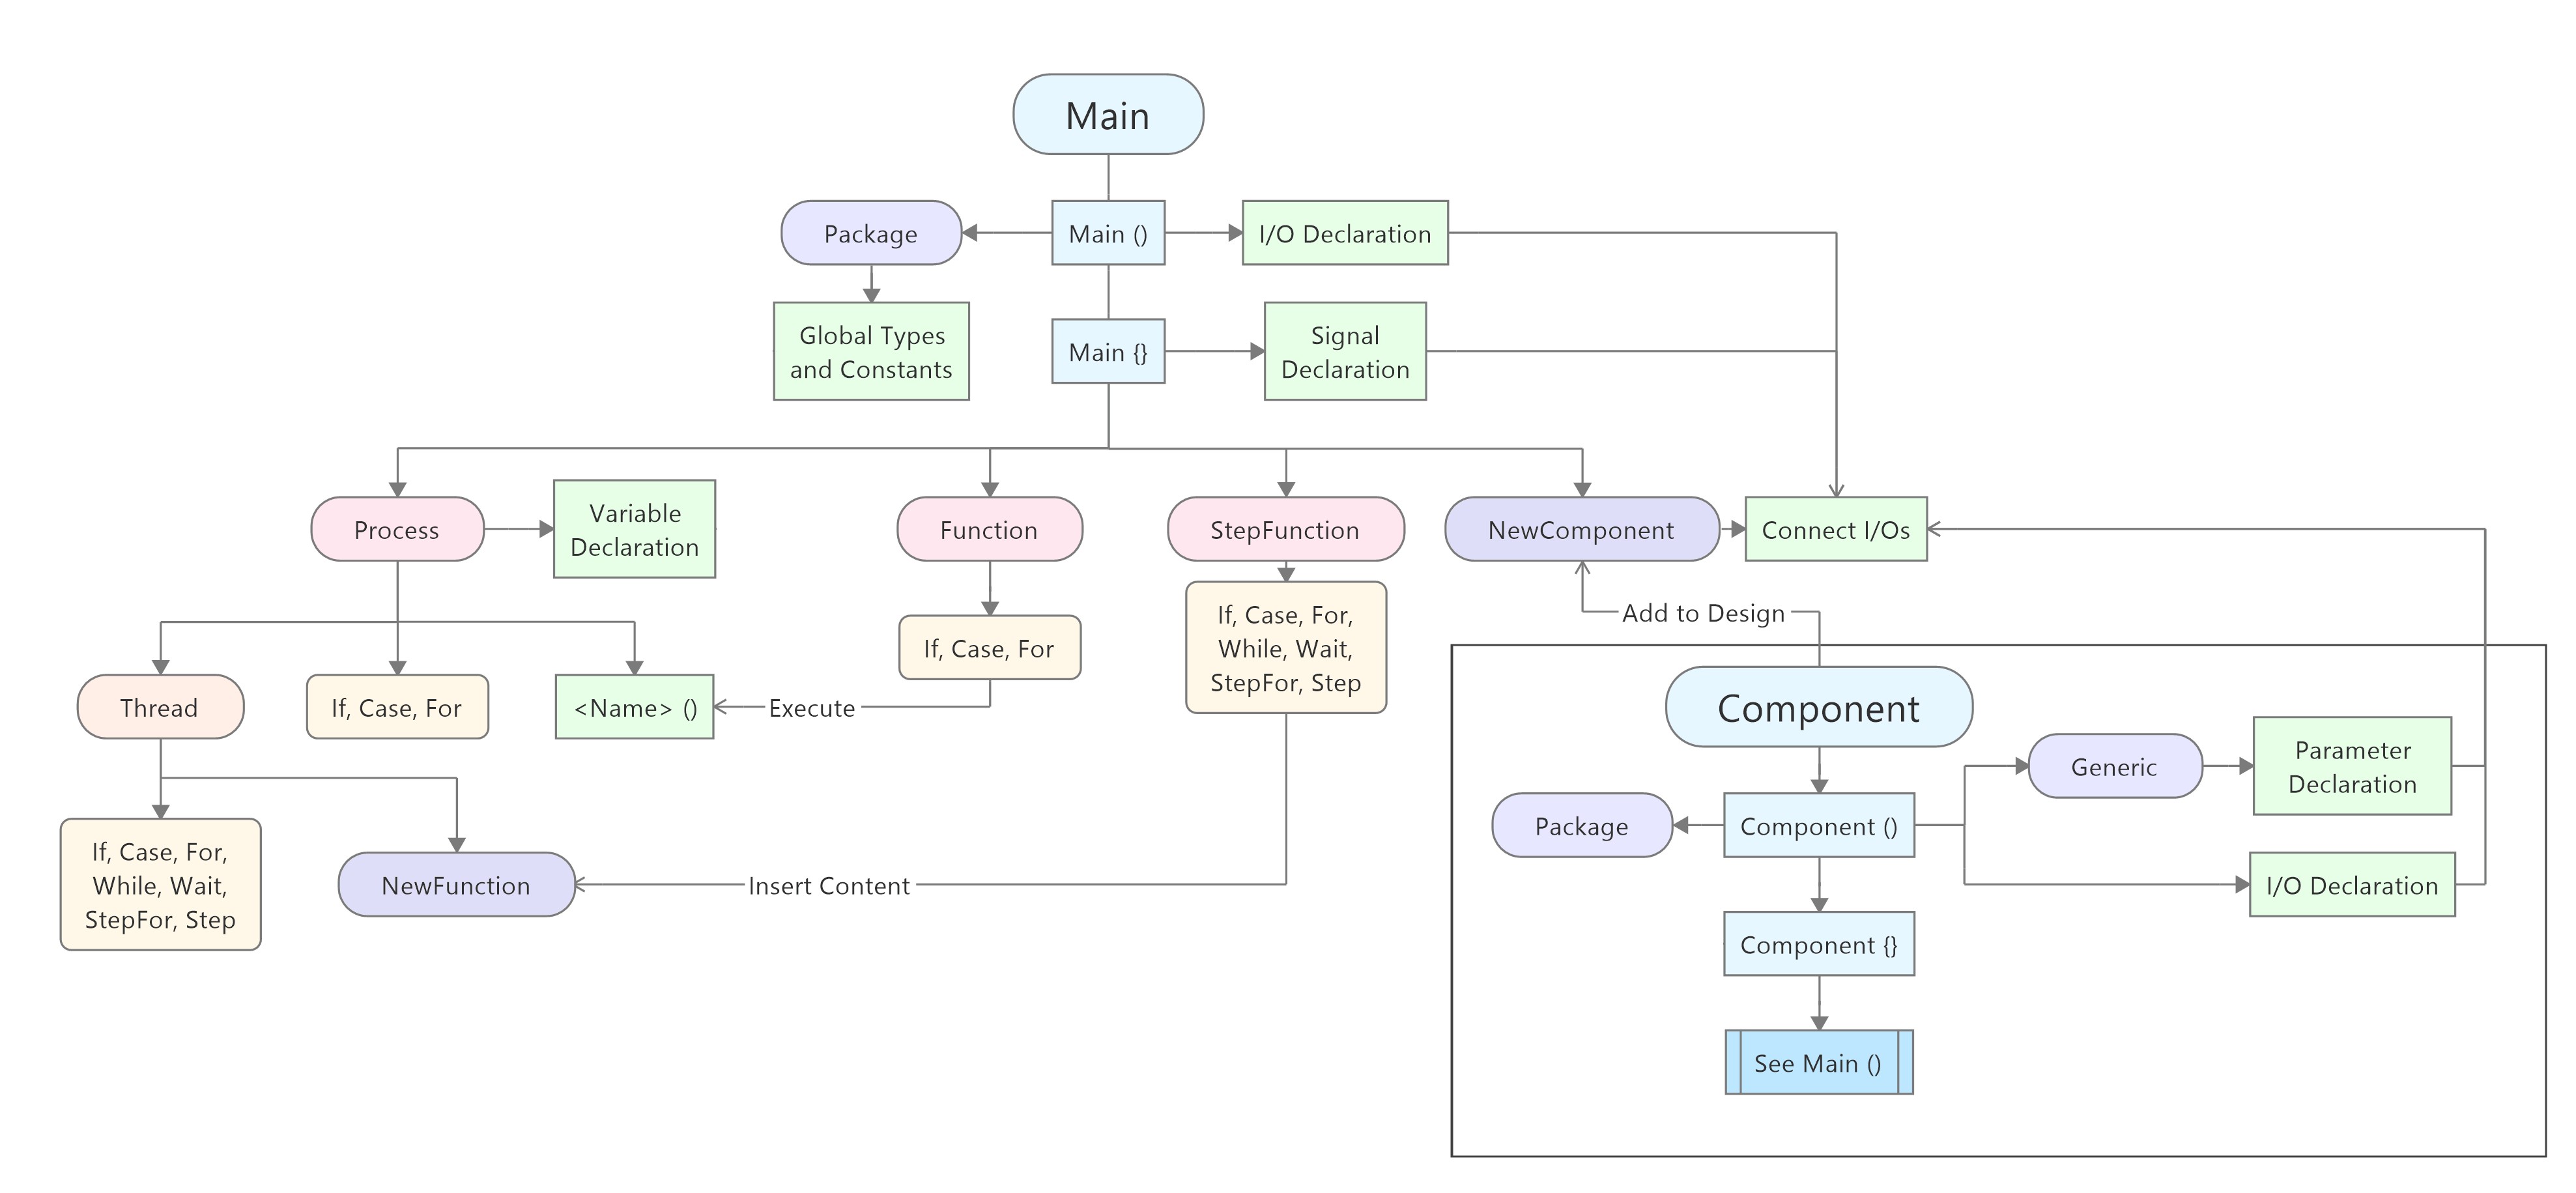 Main
Package
Main ()
I/O Declaration
Global Types
and Constants
Main {}
Signal
Declaration
Process
Variable
Declaration
Function
StepFunction
NewComponent
Connect I/Os
If, Case, For
If, Case, For,
While, Wait,
StepFor, Step
Add to Design
Thread
If, Case, For
<Name> ()
Execute
Component
Generic
Parameter
Declaration
Package
Component ()
If, Case, For,
While, Wait,
StepFor, Step
NewFunction
Insert Content
I/O Declaration
Component {}
See Main ()